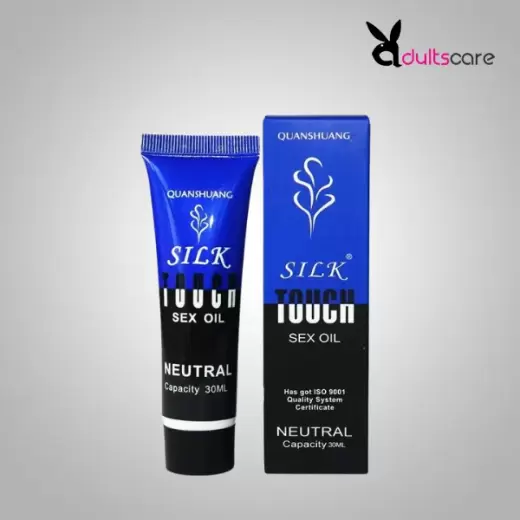 adultscare
QUANSHUANG
SILK
TOUCH
SEX OIL
NEUTRAL
Capacity 30ML
QUANSHUANG
SILK®
TOUCH
SEX OIL
Has got ISO 9001
Quality System
Certificate
NEUTRAL
Capacity 30ML